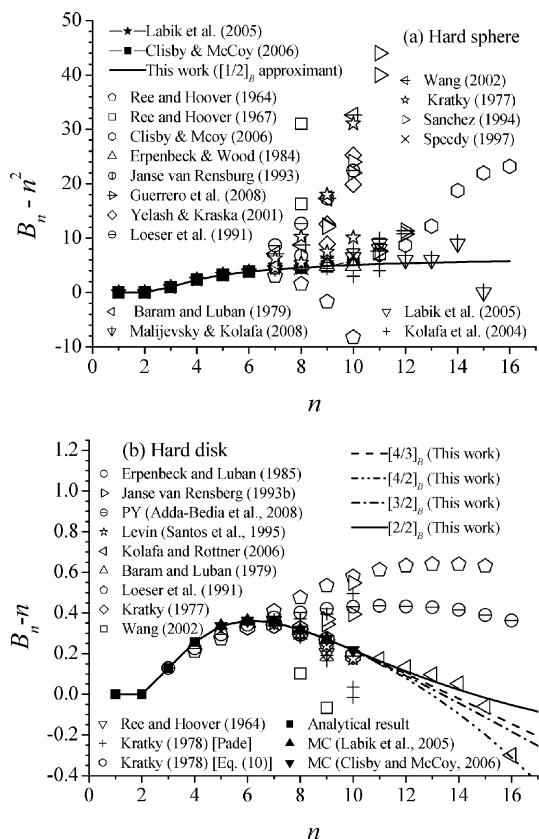 Labik et al. (2005)
Clisby & McCoy (2006)
This work ([1/2]B approximant)
(a) Hard sphere
Ree and Hoover (1964)
Ree and Hoover (1967)
Clisby & Mcoy (2006)
Erpenbeck & Wood (1984)
Janse van Rensburg (1993)
Guerrero et al. (2008)
Yelash & Kraska (2001)
Loeser et al. (1991)
Wang (2002)
Kratky (1977)
Sanchez (1994)
Speedy (1997)
Baram and Luban (1979)
Malijevsky & Kolafa (2008)
Labik et al. (2005)
Kolafa et al. (2004)
50
40
30
20
10
0
-10
Bn - n2
0 2 4 6 8 10 12 14 16
n
(b) Hard disk
Erpenbeck and Luban (1985)
Janse van Rensberg (1993b)
PY (Adda-Bedia et al., 2008)
Levin (Santos et al., 1995)
Kolafa and Rottner (2006)
Baram and Luban (1979)
Loeser et al. (1991)
Kratky (1977)
Wang (2002)
[4/3]B (This work)
[4/2]B (This work)
[3/2]B (This work)
[2/2]B (This work)
Ree and Hoover (1964)
Kratky (1978) [Pade]
Kratky (1978) [Eq. (10)]
Analytical result
MC (Labik et al., 2005)
MC (Clisby and McCoy, 2006)
1.2
1.0
0.8
0.6
0.4
0.2
0.0
-0.2
-0.4
Bn-n
0 2 4 6 8 10 12 14 16
n